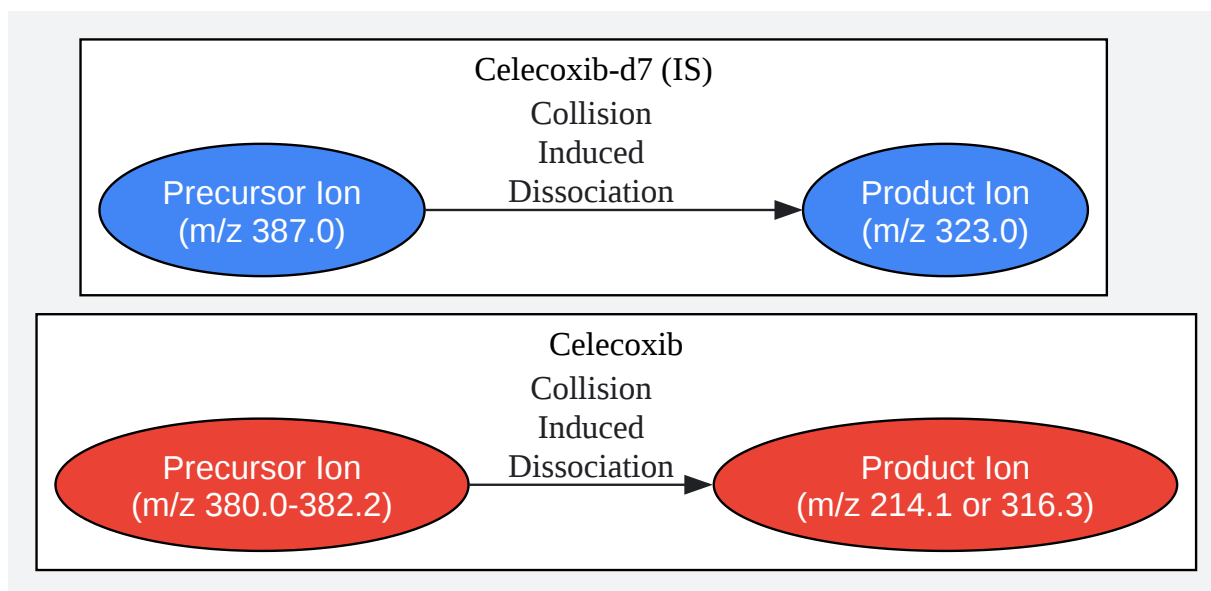 Celecoxib-d7 (IS)
Collision
Induced
Dissociation
Precursor Ion
(m/z 387.0)
Product Ion
(m/z 323.0)
Celecoxib
Collision
Induced
Dissociation
Precursor Ion
(m/z 380.0-382.2)
Product Ion
(m/z 214.1 or 316.3)